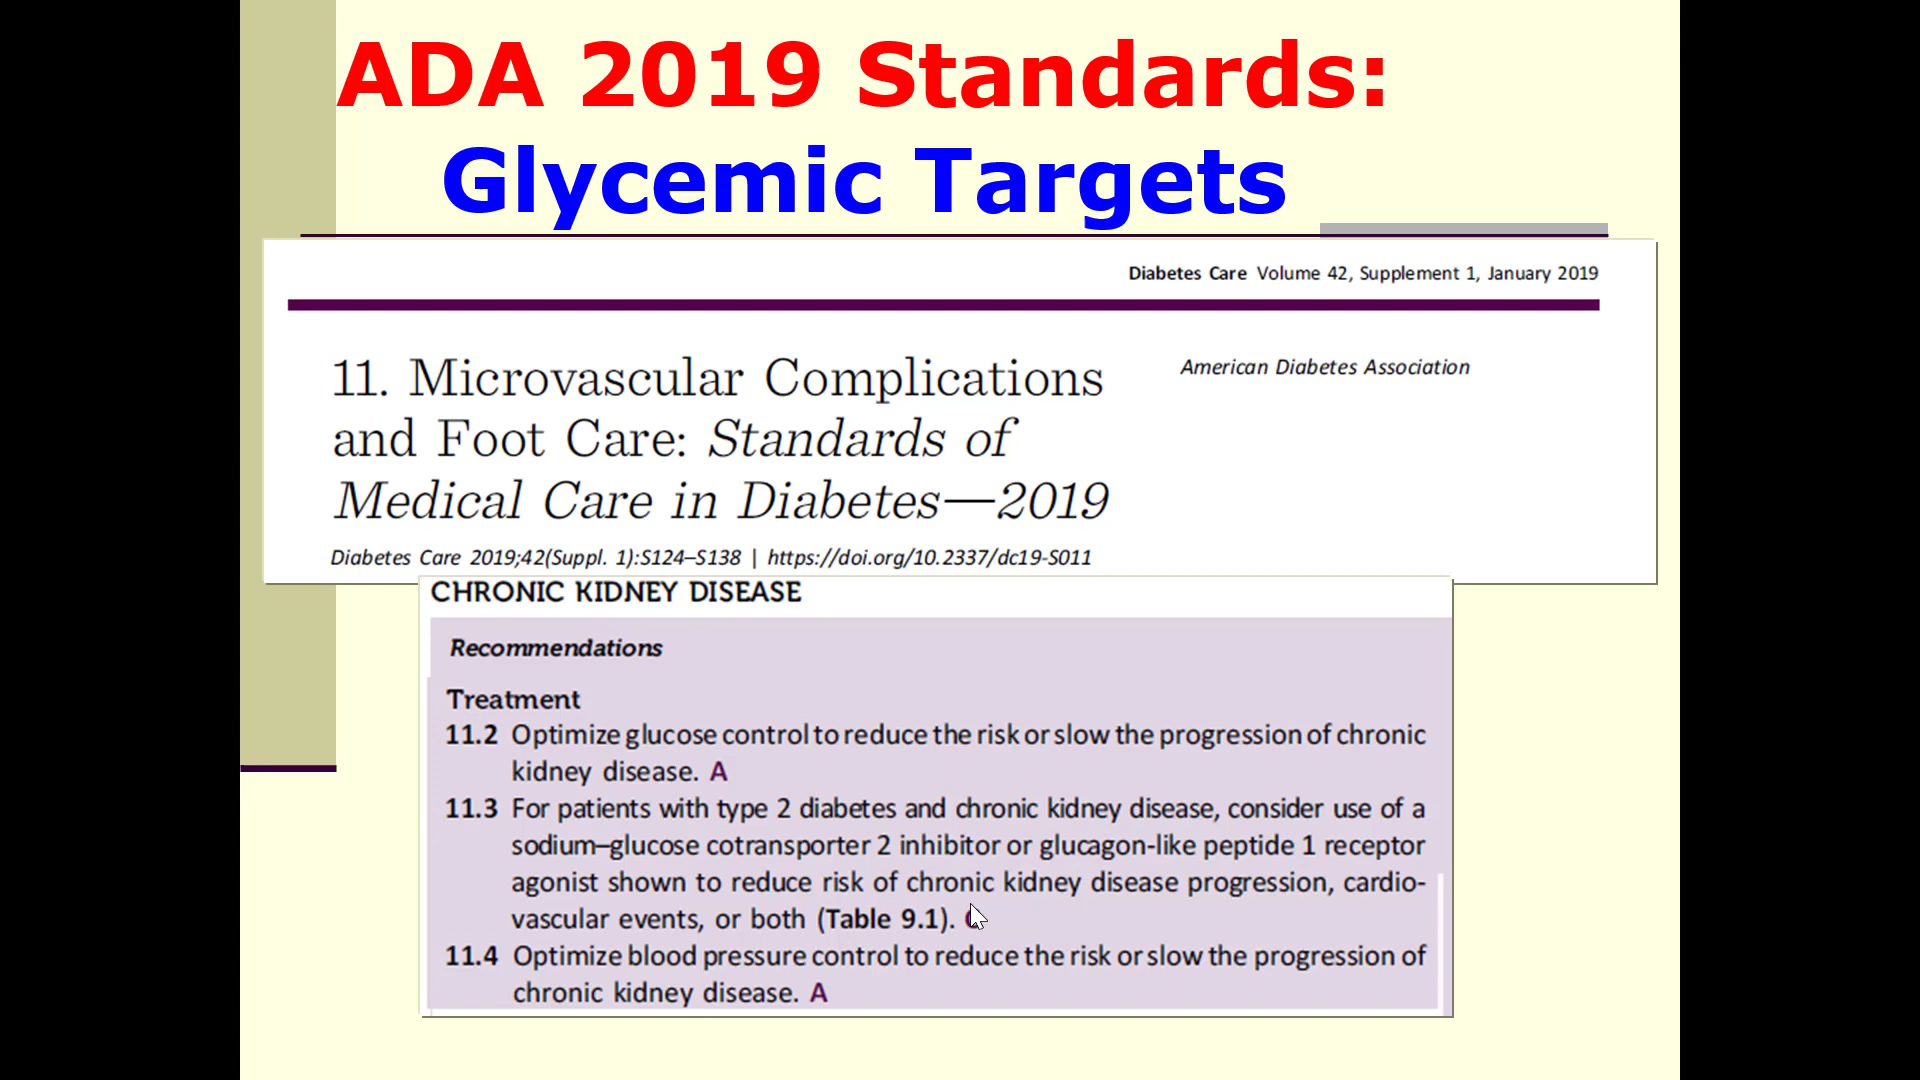 ADA 2019 Standards:
Glycemic Targets
Diabetes Care Volume 42, Supplement 1, January 2019
11. Microvascular Complications
and Foot Care: Standards of
Medical Care in Diabetes—2019
American Diabetes Association
Diabetes Care 2019;42(Suppl. 1):S124–S138 | https://doi.org/10.2337/dc19-S011
CHRONIC KIDNEY DISEASE
Recommendations
Treatment
11.2 Optimize glucose control to reduce the risk or slow the progression of chronic
kidney disease. A
11.3 For patients with type 2 diabetes and chronic kidney disease, consider use of a
sodium–glucose cotransporter 2 inhibitor or glucagon-like peptide 1 receptor
agonist shown to reduce risk of chronic kidney disease progression, cardio-
vascular events, or both (Table 9.1).
11.4 Optimize blood pressure control to reduce the risk or slow the progression of
chronic kidney disease. A